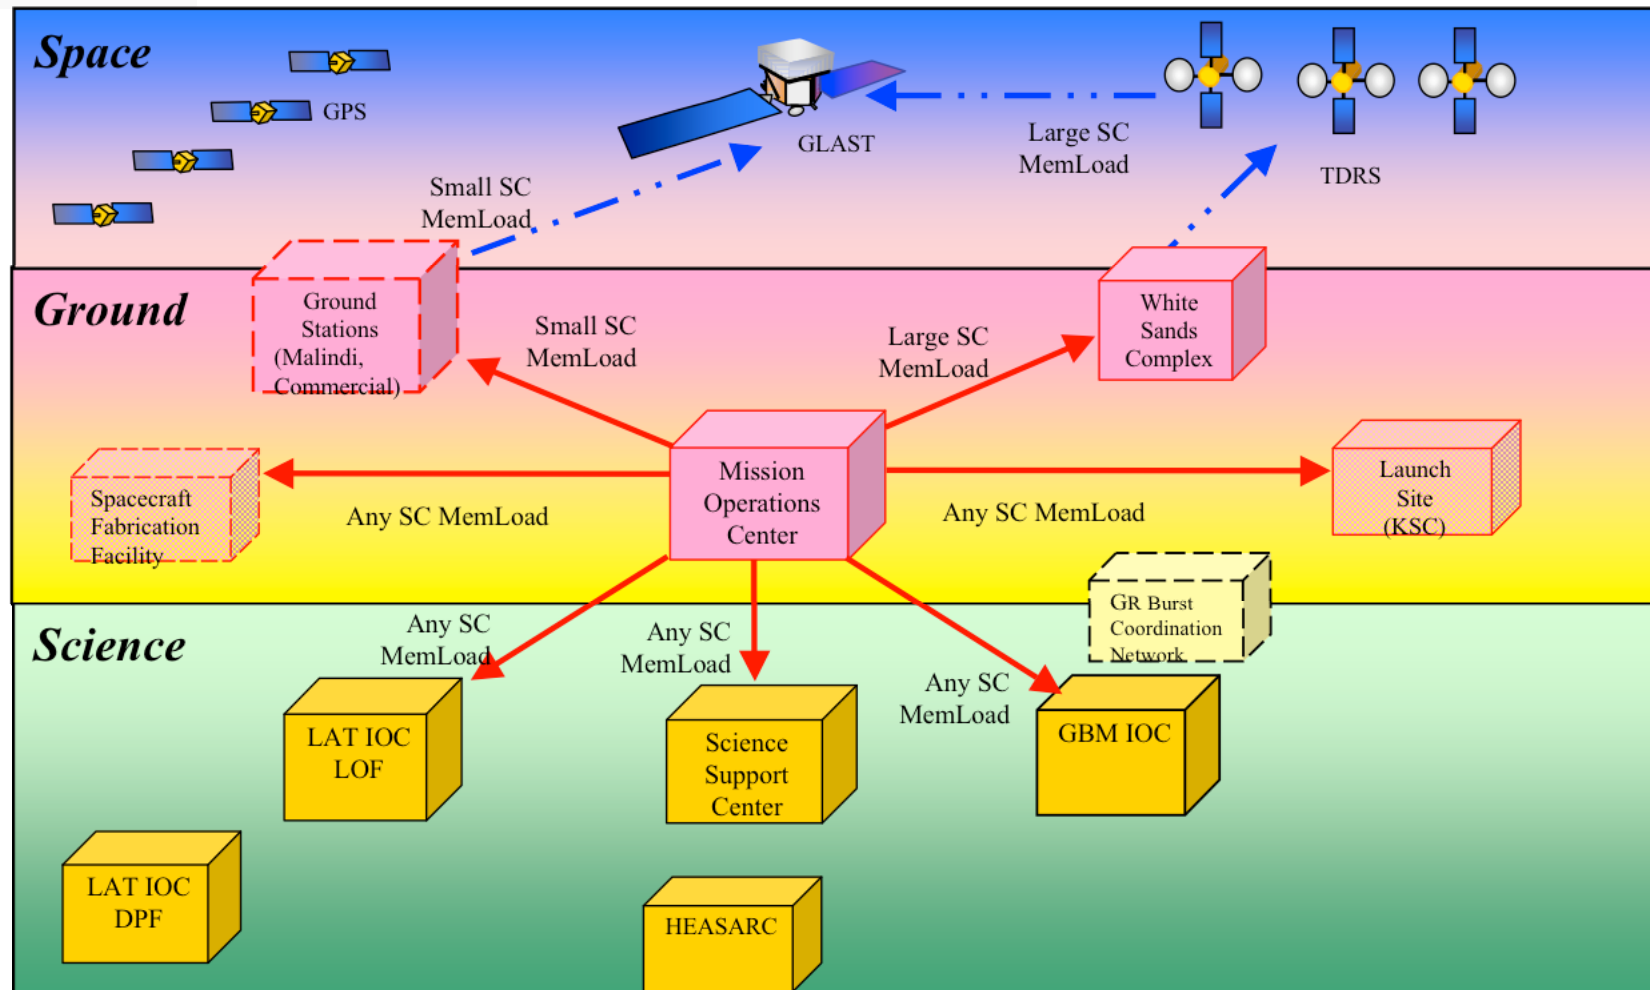 Space
GPS
GLAST
Large SC
MemLoad
TDRS
Small SC
MemLoad
Ground
Ground
Stations
(Malindi,
Commercial)
Small SC
MemLoad
Large SC
MemLoad
White
Sands
Complex
Spacecraft
Fabrication
Facility
Any SC MemLoad
Mission
Operations
Center
Any SC MemLoad
Launch
Site
(KSC)
GR Burst
Coordination
Network
Science
Any SC
MemLoad
Any SC
MemLoad
Any SC
MemLoad
LAT IOC
LOF
Science
Support
Center
GBM IOC
LAT IOC
DPF
HEASARC